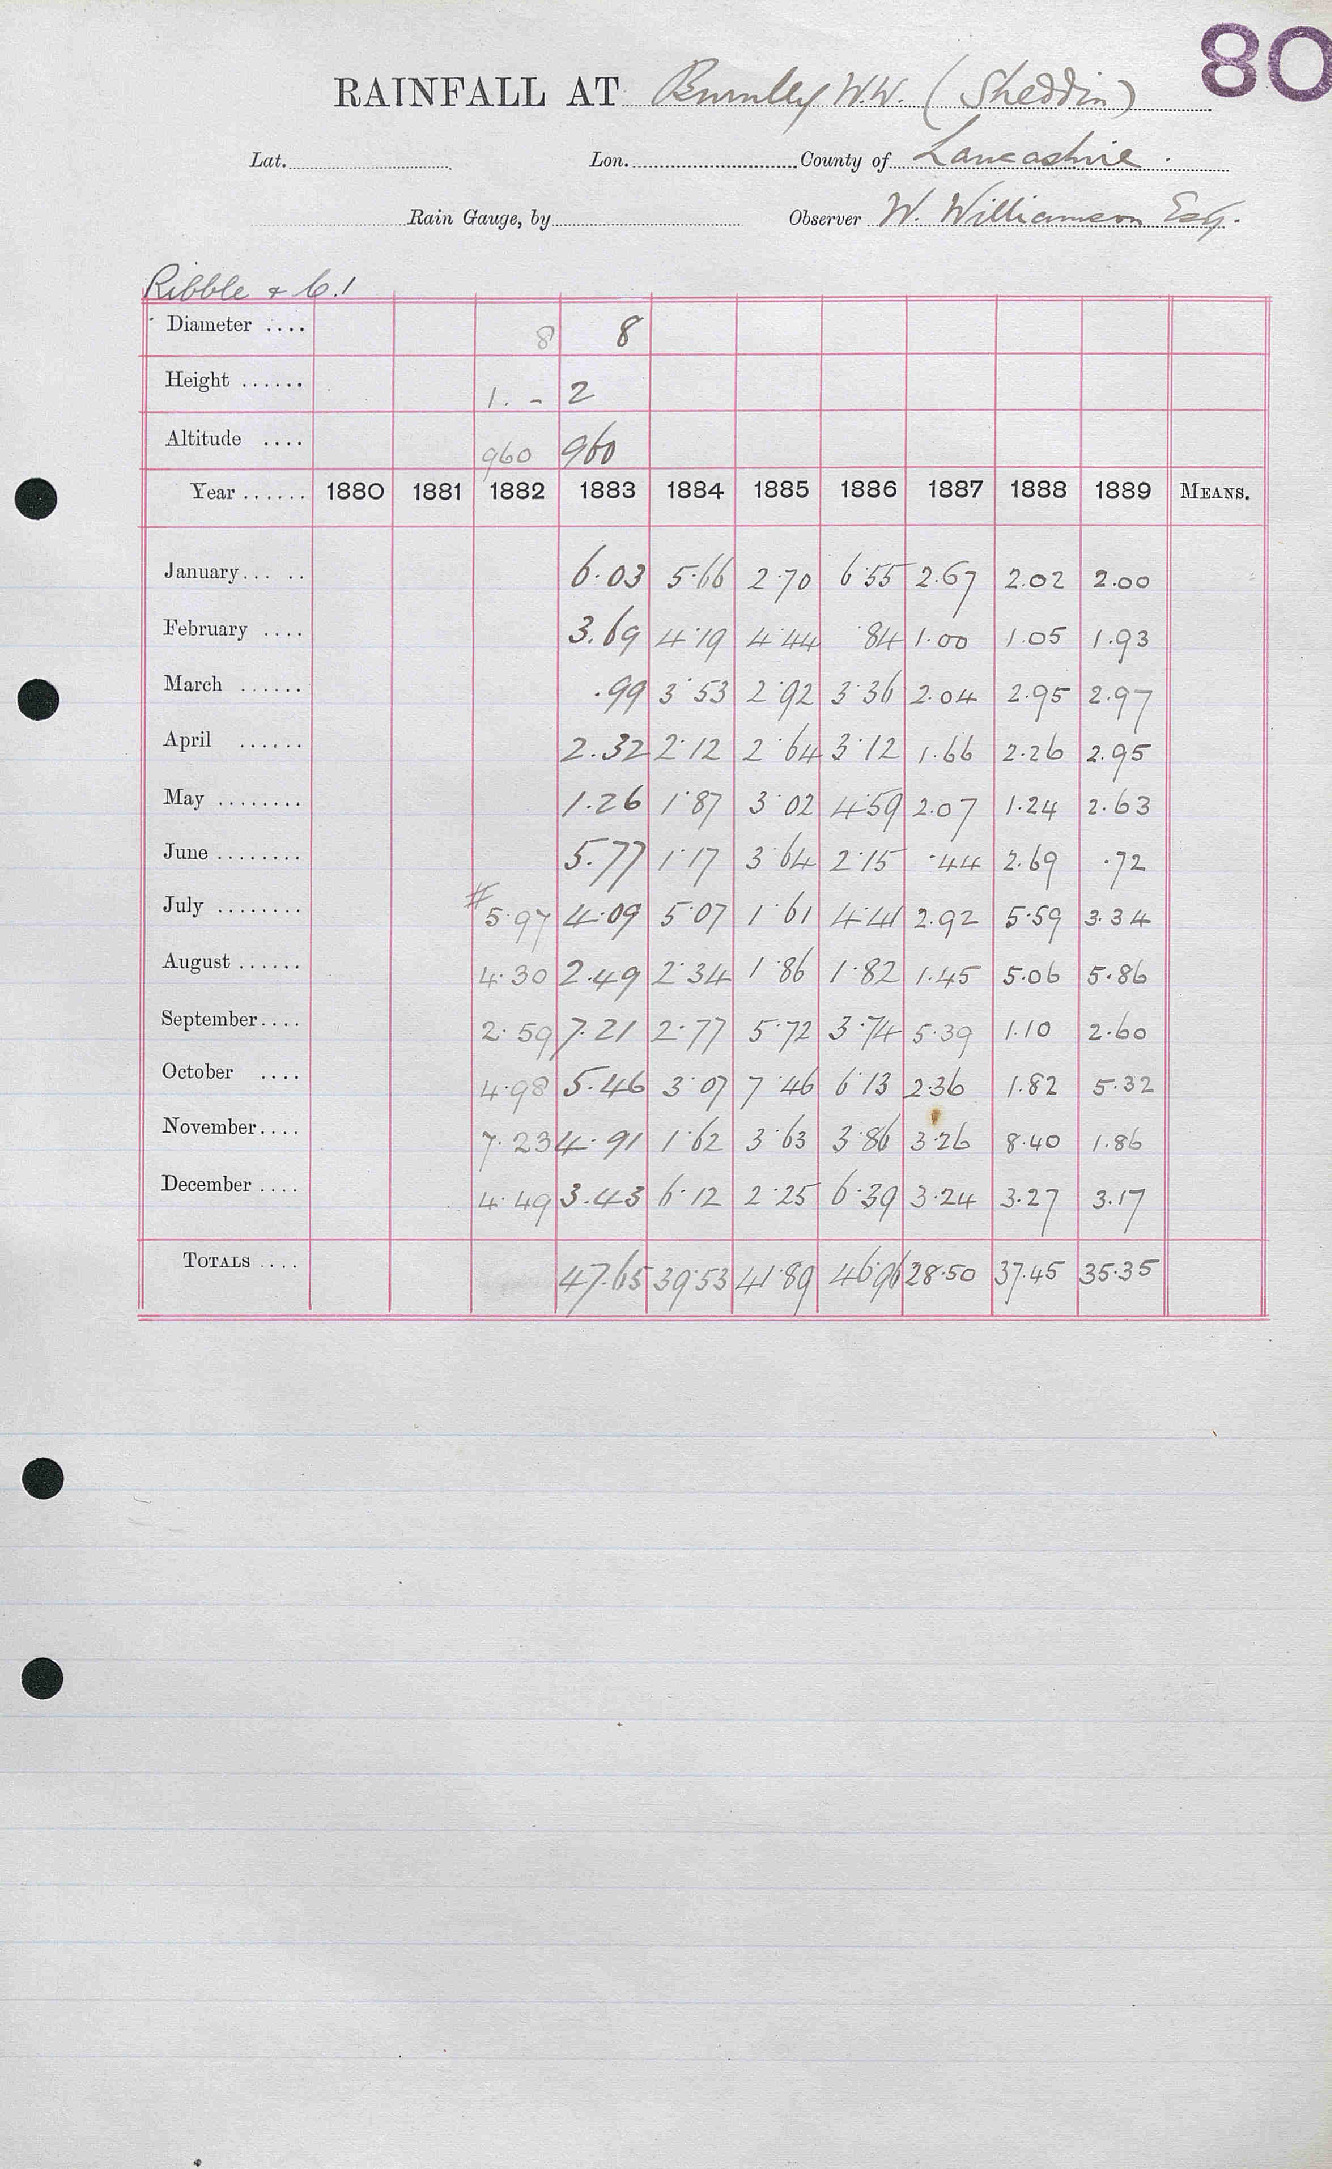 80
RAINFALL AT Burnley W.W. (Sheddin)
Lat. Lon. County of Lancashire.
Rain Gauge, by Observer W. Williamson Esq.
Ribble & C.1
Diameter .... 8 8
Height ...... 1. - 2
Altitude .... 960 960
Year ...... 1880 1881 1882 1883 1884 1885 1886 1887 1888 1889 MEANS.
January... .. 6.03 5.66 2.70 6.55 2.67 2.02 2.00
February .... 3.69 4.19 4.44 .84 1.00 1.05 1.93
March ...... .99 3.53 2.92 3.36 2.04 2.95 2.97
April ...... 2.32 2.12 2.64 3.12 1.66 2.26 2.95
May ........ 1.26 1.87 3.02 4.59 2.07 1.24 2.63
June ........ 5.77 1.17 3.64 2.15 .44 2.69 .72
July ........ # 5.97 4.09 5.07 1.61 4.41 2.92 5.59 3.34
August ...... 4.30 2.49 2.34 1.86 1.82 1.45 5.06 5.86
September.... 2.59 7.21 2.77 5.72 3.74 5.39 1.10 2.60
October .... 4.98 5.46 3.07 7.46 6.13 2.36 1.82 5.32
November.... 7.23 4.91 1.62 3.63 3.86 3.26 8.40 1.86
December .... 4.49 3.43 6.12 2.25 6.39 3.24 3.27 3.17
TOTALS .... 47.65 39.53 41.89 46.96 28.50 37.45 35.35